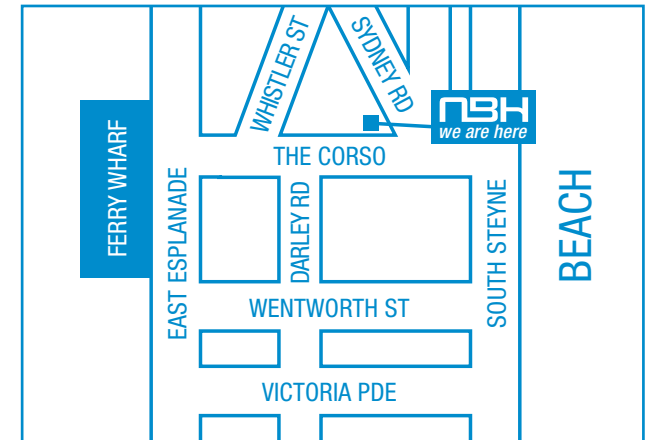 WHISTLER ST
SYDNEY RD
NBH
we are here
FERRY WHARF
THE CORSO
EAST ESPLANADE
DARLEY RD
SOUTH STEYNE
BEACH
WENTWORTH ST
VICTORIA PDE